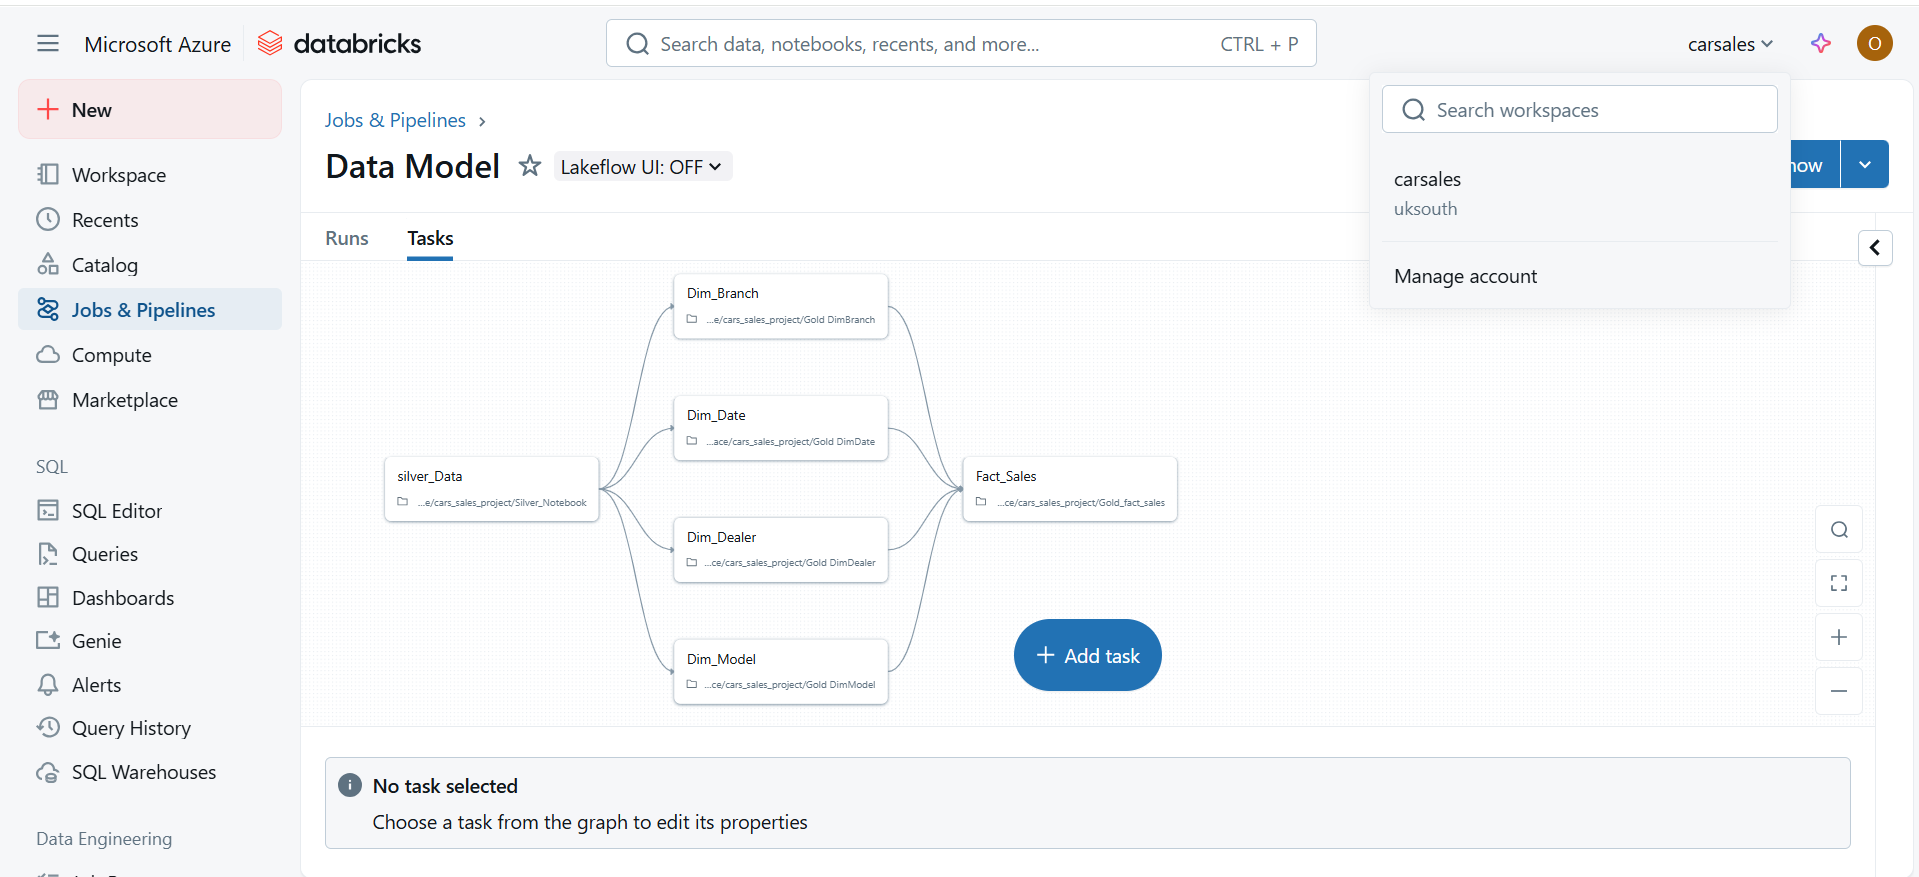 Microsoft Azure
databricks
Search data, notebooks, recents, and more...
CTRL + P
carsales
O
New
Workspace
Recents
Catalog
Jobs & Pipelines
Compute
Marketplace
SQL
SQL Editor
Queries
Dashboards
Genie
Alerts
Query History
SQL Warehouses
Data Engineering
Jobs & Pipelines
Data Model
Lakeflow UI: OFF
now
Search workspaces
carsales
uksouth
Manage account
Runs
Tasks
Dim_Branch
...e/cars_sales_project/Gold DimBranch
Dim_Date
...ace/cars_sales_project/Gold DimDate
silver_Data
...e/cars_sales_project/Silver_Notebook
Fact_Sales
...ce/cars_sales_project/Gold_fact_sales
Dim_Dealer
...ce/cars_sales_project/Gold DimDealer
Dim_Model
...ce/cars_sales_project/Gold DimModel
Add task
No task selected
Choose a task from the graph to edit its properties